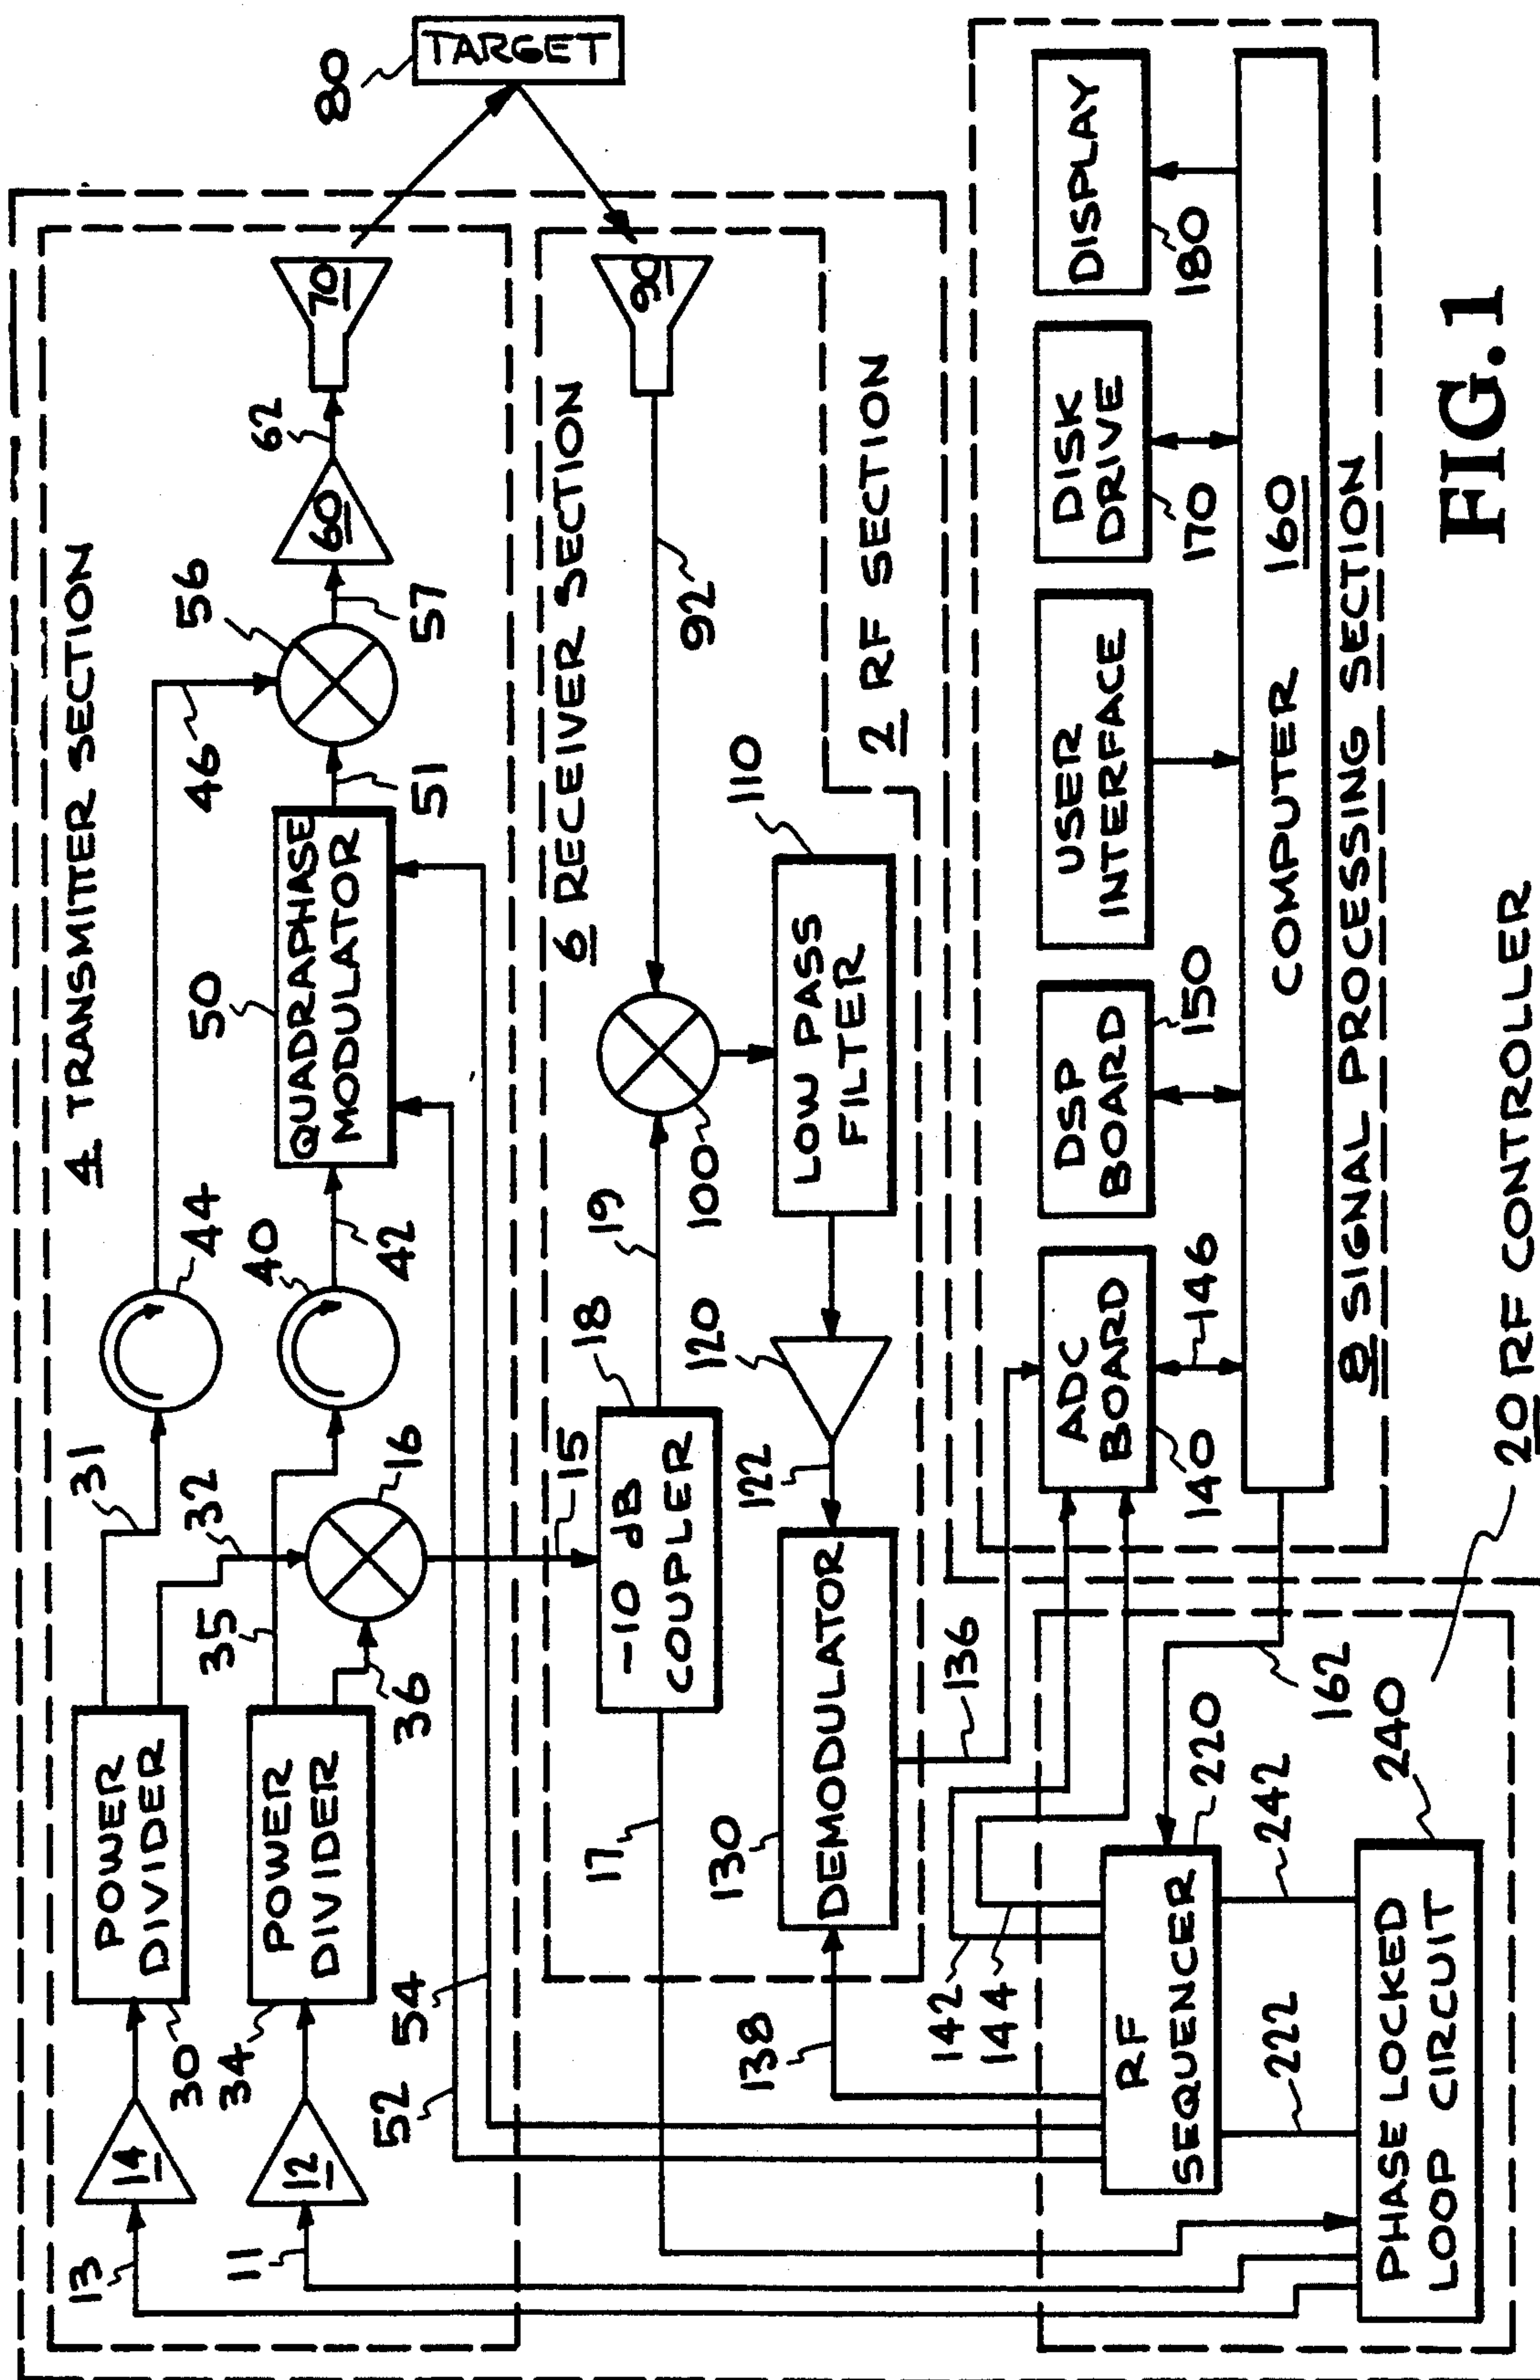 4 TRANSMITTER SECTION
13
14
30
POWER
DIVIDER
31
32
44
46
56
11
12
34
POWER
DIVIDER
35
36
16
40
42
50
QUADRAPHASE
MODULATOR
51
57
60
62
70
80
TARGET
52
54
15
6 RECEIVER SECTION
17
-10 dB
COUPLER
18
19
100
92
90
138
130
DEMODULATOR
122
120
LOW PASS
FILTER
110
2 RF SECTION
136
142
144
RF
SEQUENCER
220
162
222
242
PHASE LOCKED
LOOP CIRCUIT
240
20 RF CONTROLLER
ADC
BOARD
140
146
DSP
BOARD
150
USER
INTERFACE
DISK
DRIVE
170
DISPLAY
180
COMPUTER 160
8 SIGNAL PROCESSING SECTION
FIG.1